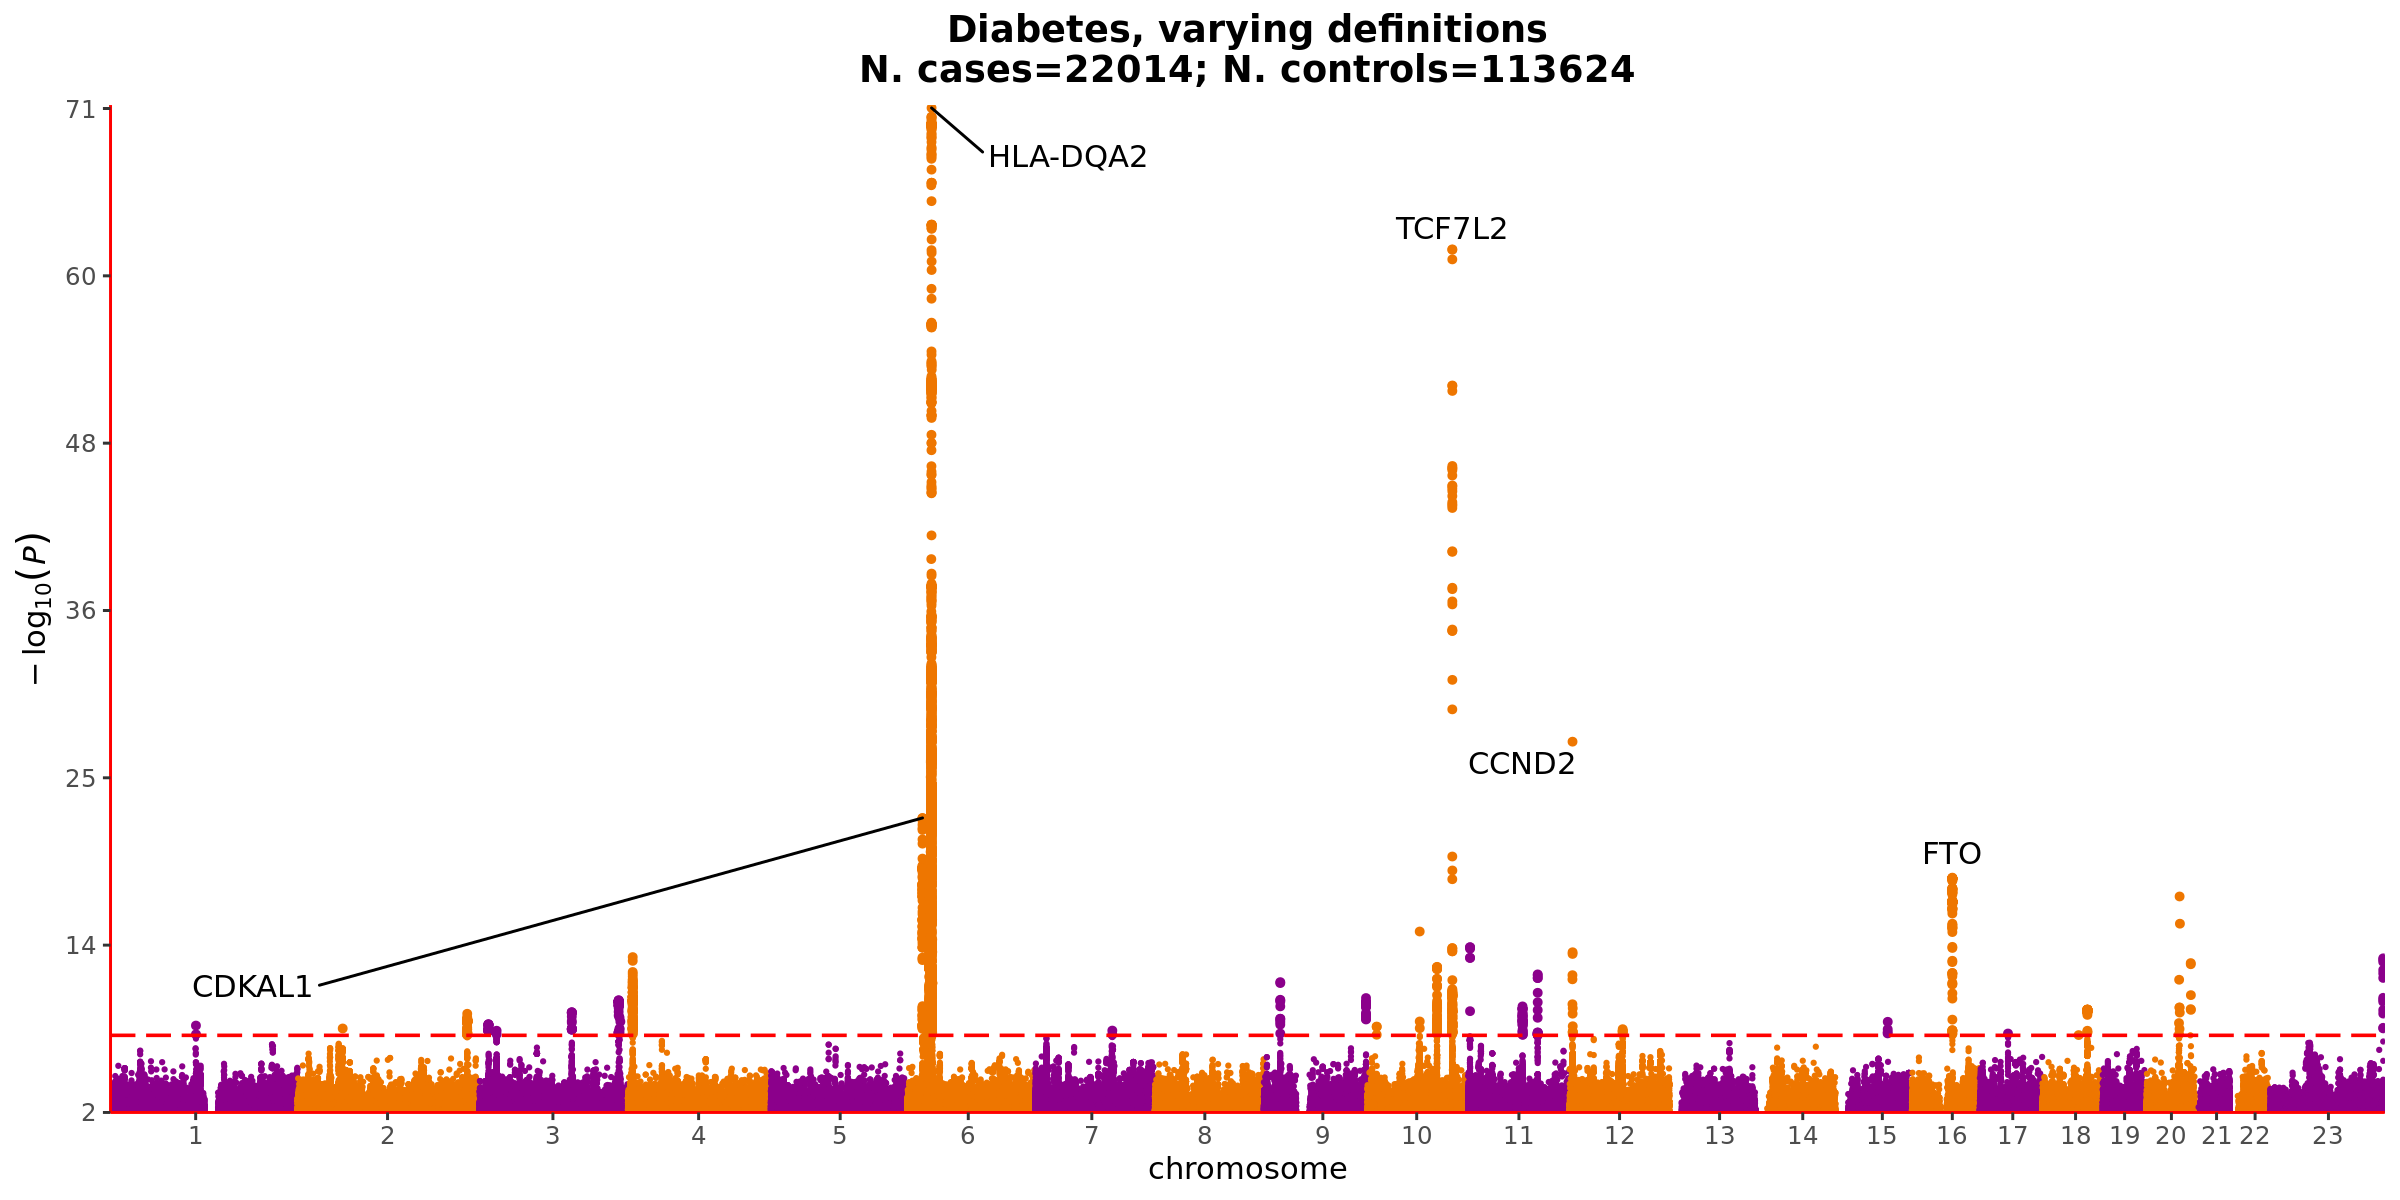 Diabetes, varying definitions
N. cases=22014; N. controls=113624
71
60
48
36
25
14
2
−log10(P)
HLA-DQA2
TCF7L2
CCND2
FTO
CDKAL1
1 2 3 4 5 6 7 8 9 10 11 12 13 14 15 16 17 18 19 20 21 22 23
chromosome